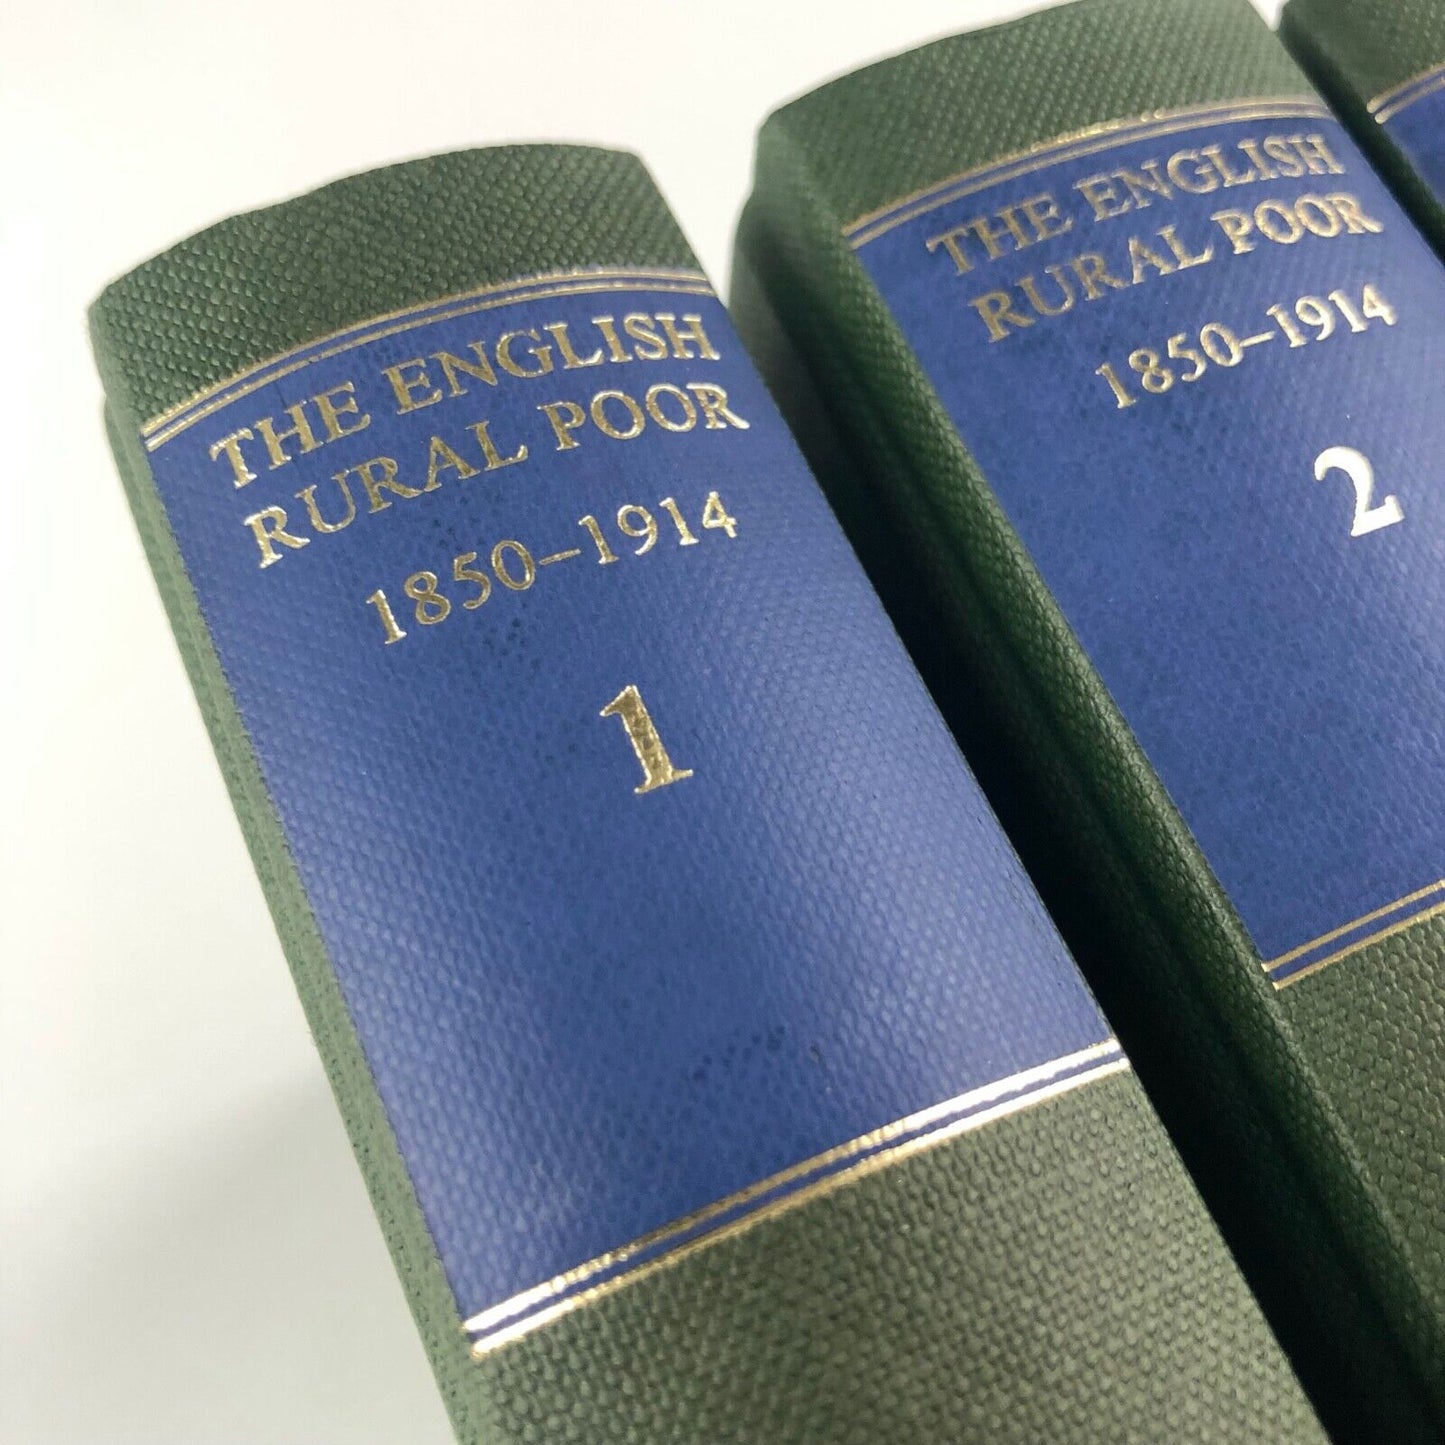 THE ENGLISH
RURAL POOR
1850–1914
1
THE ENGLISH
RURAL POOR
1850–1914
2